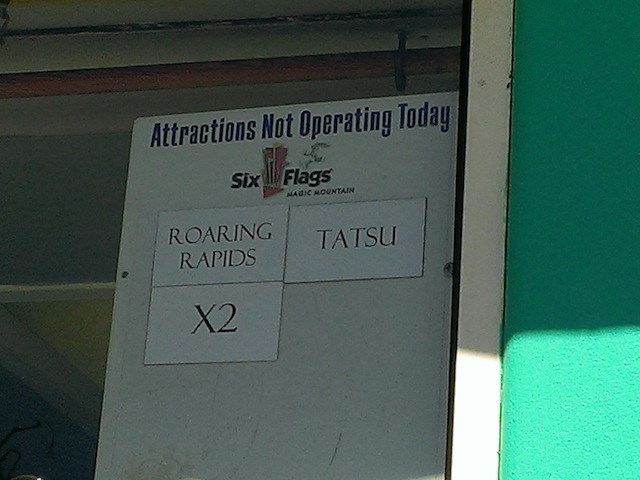 Attractions Not Operating Today
Six Flags
MAGIC MOUNTAIN
ROARING
RAPIDS
TATSU
X2